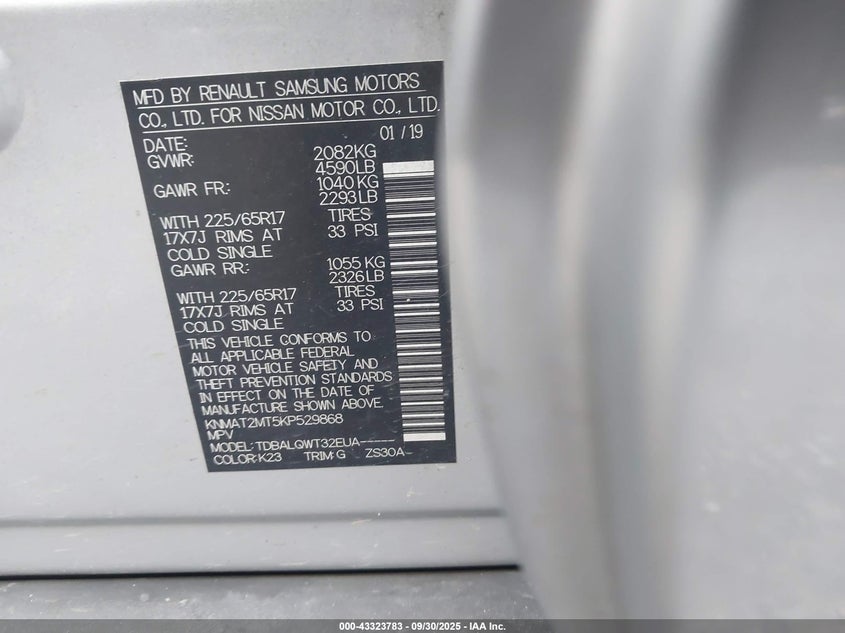 MFD BY RENAULT SAMSUNG MOTORS
CO., LTD. FOR NISSAN MOTOR CO., LTD.
DATE: 01/19
GVWR: 2082KG
4590LB
GAWR FR: 1040KG
2293LB
WITH 225/65R17 TIRES
17X7J RIMS AT 33 PSI
COLD SINGLE
GAWR RR: 1055KG
2326LB
WITH 225/65R17 TIRES
17X7J RIMS AT 33 PSI
COLD SINGLE
THIS VEHICLE CONFORMS TO
ALL APPLICABLE FEDERAL
MOTOR VEHICLE SAFETY AND
THEFT PREVENTION STANDARDS
IN EFFECT ON THE DATE OF
MANUFACTURE SHOWN ABOVE.
KNMAT2MT5KP529868
MPV
MODEL: TDBALQWT32EUA-----
COLOR: K23 TRIM: G ZS30A-
000-43323783 - 09/30/2025 - IAA Inc.